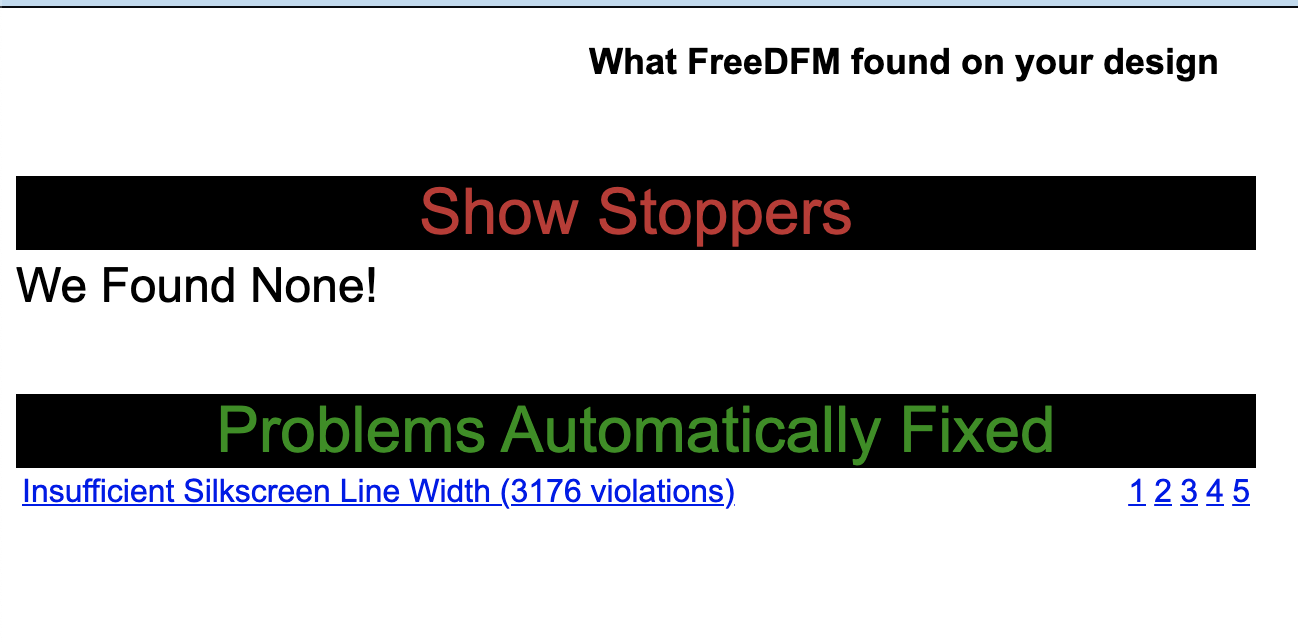 What FreeDFM found on your design
Show Stoppers
We Found None!
Problems Automatically Fixed
Insufficient Silkscreen Line Width (3176 violations) 1 2 3 4 5